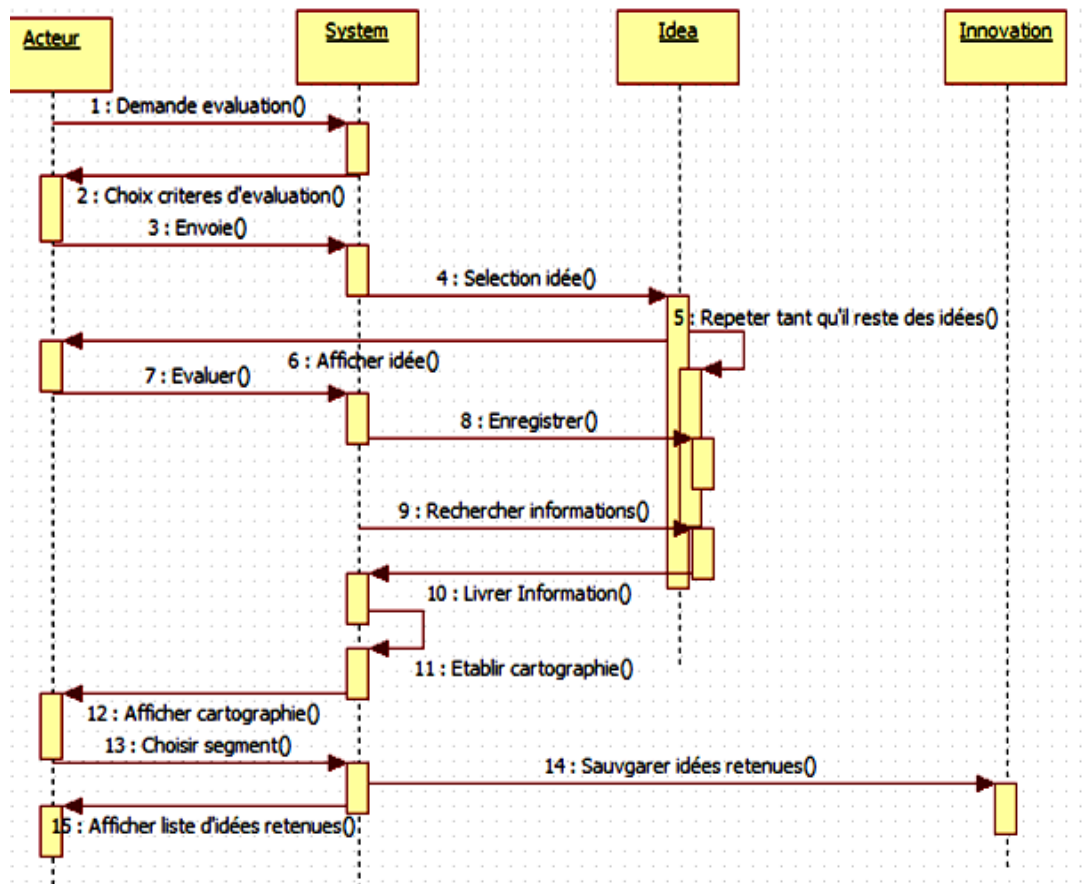 Acteur
System
Idea
Innovation
1 : Demande evaluation()
2 : Choix criteres d'evaluation()
3 : Envoie()
4 : Selection idée()
5 : Repeter tant qu'il reste des idées()
6 : Afficher idée()
7 : Evaluer()
8 : Enregistrer()
9 : Rechercher informations()
10 : Livrer Information()
11 : Etablir cartographie()
12 : Afficher cartographie()
13 : Choisir segment()
14 : Sauvgarer idées retenues()
15 : Afficher liste d'idées retenues()